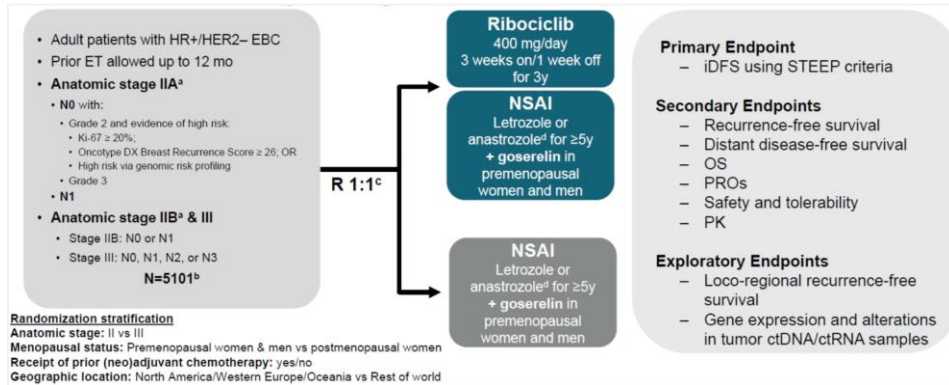 • Adult patients with HR+/HER2– EBC
• Prior ET allowed up to 12 mo
• Anatomic stage IIAᵃ
• N0 with:
• Grade 2 and evidence of high risk:
• Ki-67 ≥ 20%;
• Oncotype DX Breast Recurrence Score ≥ 26; OR
• High risk via genomic risk profiling
• Grade 3
• N1
• Anatomic stage IIBᵃ & III
• Stage IIB: N0 or N1
• Stage III: N0, N1, N2, or N3
N=5101ᵇ
Randomization stratification
Anatomic stage: II vs III
Menopausal status: Premenopausal women & men vs postmenopausal women
Receipt of prior (neo)adjuvant chemotherapy: yes/no
Geographic location: North America/Western Europe/Oceania vs Rest of world
R 1:1ᶜ
Ribociclib
400 mg/day
3 weeks on/1 week off
for 3y
NSAI
Letrozole or
anastrozoleᵈ for ≥5y
+ goserelin in
premenopausal
women and men
NSAI
Letrozole or
anastrozoleᵈ for ≥5y
+ goserelin in
premenopausal
women and men
Primary Endpoint
– iDFS using STEEP criteria
Secondary Endpoints
– Recurrence-free survival
– Distant disease-free survival
– OS
– PROs
– Safety and tolerability
– PK
Exploratory Endpoints
– Loco-regional recurrence-free
survival
– Gene expression and alterations
in tumor ctDNA/ctRNA samples